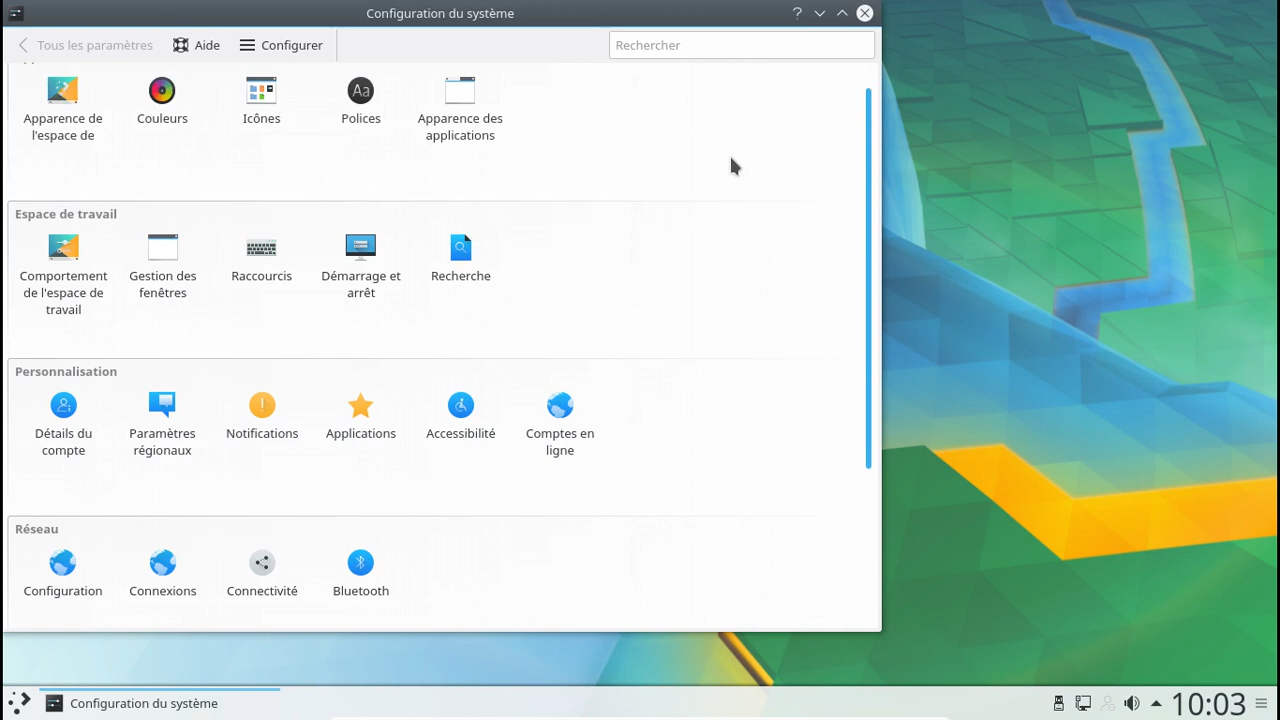 Configuration du système
Tous les paramètres
Aide
Configurer
Rechercher
Apparence de
l'espace de
Couleurs
Icônes
Aa
Polices
Apparence des
applications
Espace de travail
Comportement
de l'espace de
travail
Gestion des
fenêtres
Raccourcis
Démarrage et
arrêt
Recherche
Personnalisation
Détails du
compte
Paramètres
régionaux
Notifications
Applications
Accessibilité
Comptes en
ligne
Réseau
Configuration
Connexions
Connectivité
Bluetooth
Configuration du système
10:03